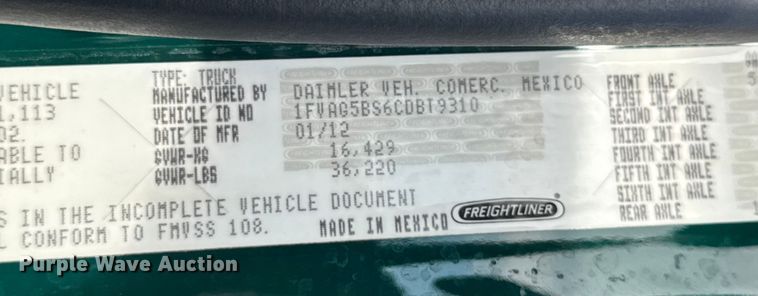 VEHICLE
1,113
02.
ABLE TO
IALLY
TYPE: TRUCK
MANUFACTURED BY DAIMLER VEH. COMERC. MEXICO
VEHICLE ID NO 1FVAG5BS6CDBT9310
DATE OF MFR 01/12
GVWR-KG 16,429
GVWR-LBS 36,220
FRONT AXLE 5
FIRST INT AXLE
SECOND INT AXLE
THIRD INT AXLE
FOURTH INT AXLE
FIFTH INT AXLE
SIXTH INT AXLE
REAR AXLE 1
S IN THE INCOMPLETE VEHICLE DOCUMENT
L CONFORM TO FMVSS 108. MADE IN MEXICO FREIGHTLINER
Purple Wave Auction